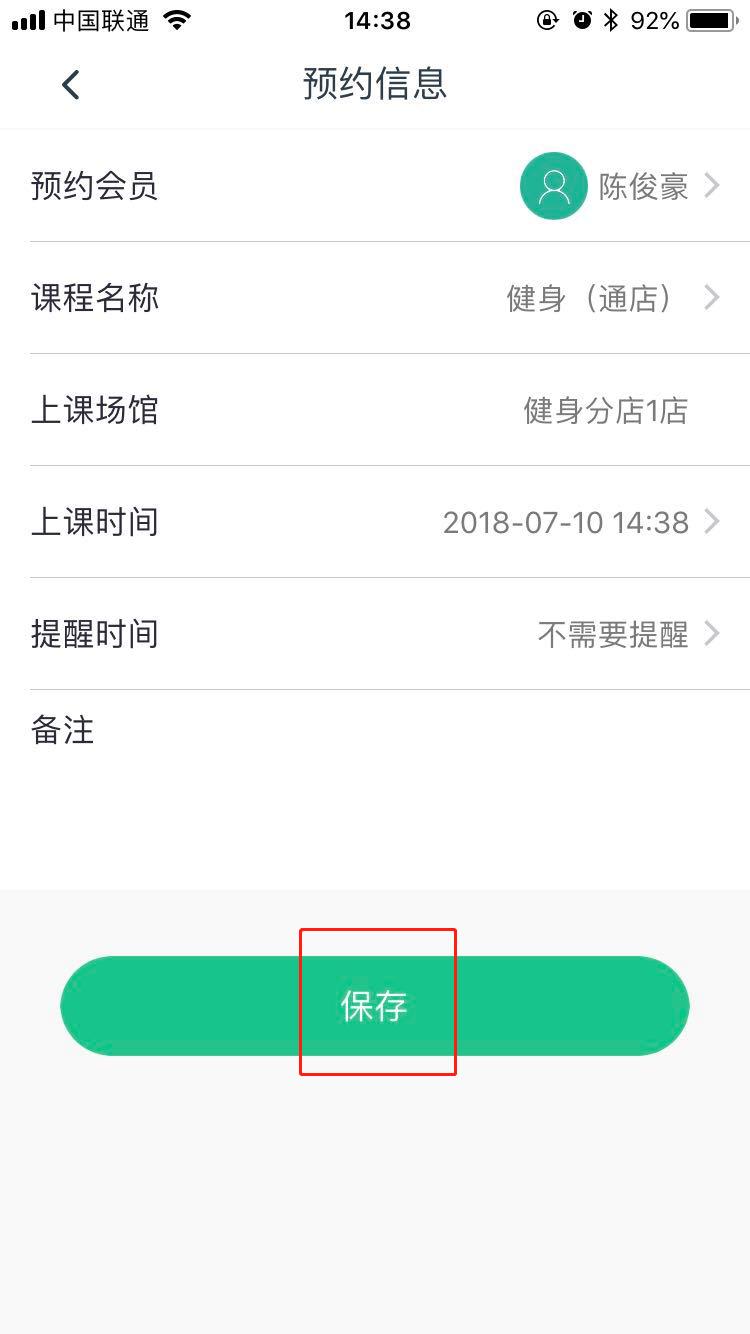 中国联通 14:38 92%
预约信息
预约会员 陈俊豪
课程名称 健身（通店）
上课场馆 健身分店1店
上课时间 2018-07-10 14:38
提醒时间 不需要提醒
备注
保存